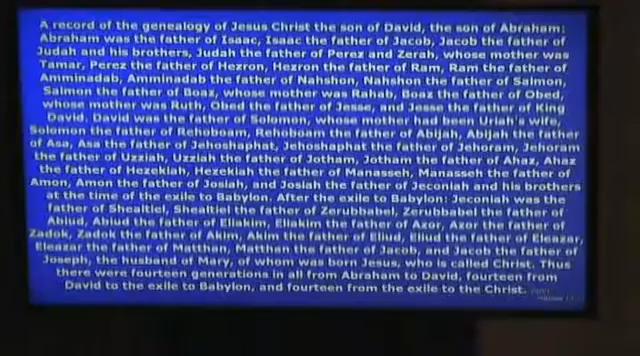 A record of the genealogy of Jesus Christ the son of David, the son of Abraham:
Abraham was the father of Isaac, Isaac the father of Jacob, Jacob the father of
Judah and his brothers, Judah the father of Perez and Zerah, whose mother was
Tamar, Perez the father of Hezron, Hezron the father of Ram, Ram the father of
Amminadab, Amminadab the father of Nahshon, Nahshon the father of Salmon,
Salmon the father of Boaz, whose mother was Rahab, Boaz the father of Obed,
whose mother was Ruth, Obed the father of Jesse, and Jesse the father of King
David. David was the father of Solomon, whose mother had been Uriah's wife,
Solomon the father of Rehoboam, Rehoboam the father of Abijah, Abijah the father
of Asa, Asa the father of Jehoshaphat, Jehoshaphat the father of Jehoram, Jehoram
the father of Uzziah, Uzziah the father of Jotham, Jotham the father of Ahaz, Ahaz
the father of Hezekiah, Hezekiah the father of Manasseh, Manasseh the father of
Amon, Amon the father of Josiah, and Josiah the father of Jeconiah and his brothers
at the time of the exile to Babylon. After the exile to Babylon: Jeconiah was the
father of Shealtiel, Shealtiel the father of Zerubbabel, Zerubbabel the father of
Abiud, Abiud the father of Eliakim, Eliakim the father of Azor, Azor the father of
Zadok, Zadok the father of Akim, Akim the father of Eliud, Eliud the father of Eleazar,
Eleazar the father of Matthan, Matthan the father of Jacob, and Jacob the father of
Joseph, the husband of Mary, of whom was born Jesus, who is called Christ. Thus
there were fourteen generations in all from Abraham to David, fourteen from
David to the exile to Babylon, and fourteen from the exile to the Christ.